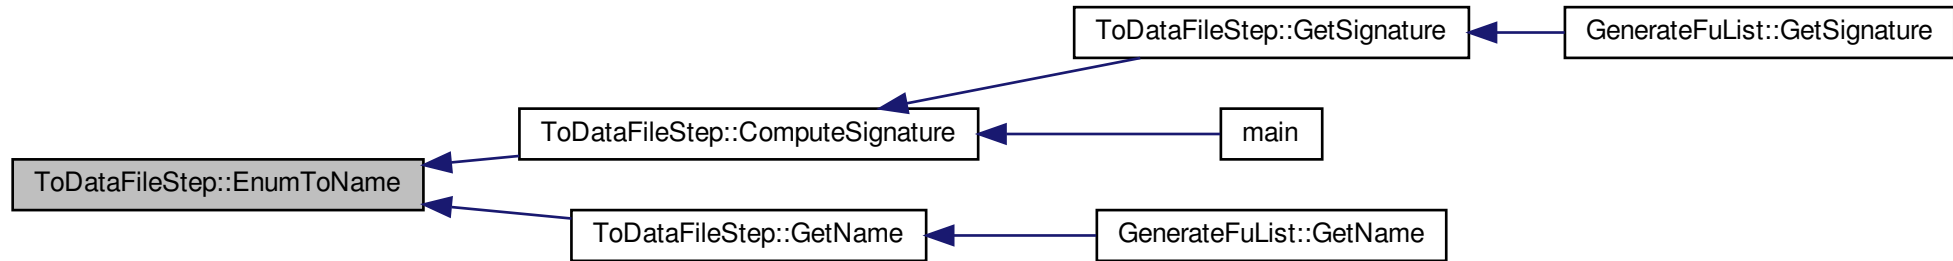 ToDataFileStep::GetSignature
GenerateFuList::GetSignature
ToDataFileStep::ComputeSignature
main
ToDataFileStep::EnumToName
ToDataFileStep::GetName
GenerateFuList::GetName